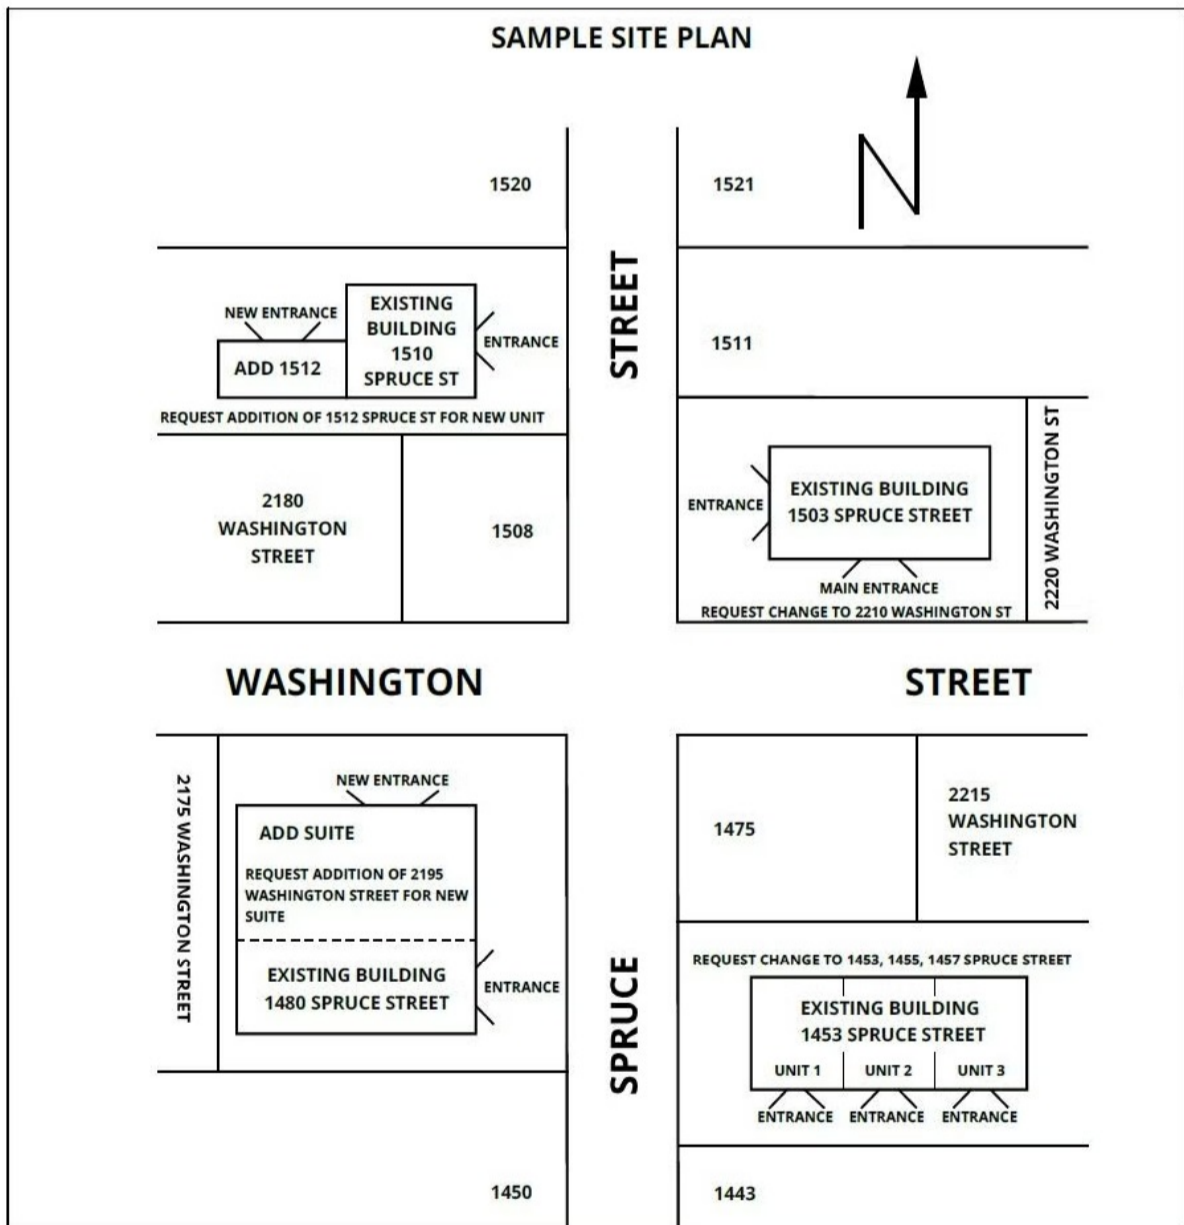 SAMPLE SITE PLAN
N
1520
1521
STREET
NEW ENTRANCE
EXISTING
BUILDING
1510
SPRUCE ST
ENTRANCE
ADD 1512
REQUEST ADDITION OF 1512 SPRUCE ST FOR NEW UNIT
1511
2180
WASHINGTON
STREET
1508
ENTRANCE
EXISTING BUILDING
1503 SPRUCE STREET
MAIN ENTRANCE
REQUEST CHANGE TO 2210 WASHINGTON ST
2220 WASHINGTON ST
WASHINGTON
STREET
2175 WASHINGTON STREET
NEW ENTRANCE
ADD SUITE
REQUEST ADDITION OF 2195
WASHINGTON STREET FOR NEW
SUITE
EXISTING BUILDING
1480 SPRUCE STREET
ENTRANCE
SPRUCE
1475
2215
WASHINGTON
STREET
REQUEST CHANGE TO 1453, 1455, 1457 SPRUCE STREET
EXISTING BUILDING
1453 SPRUCE STREET
UNIT 1
UNIT 2
UNIT 3
ENTRANCE
ENTRANCE
ENTRANCE
1450
1443